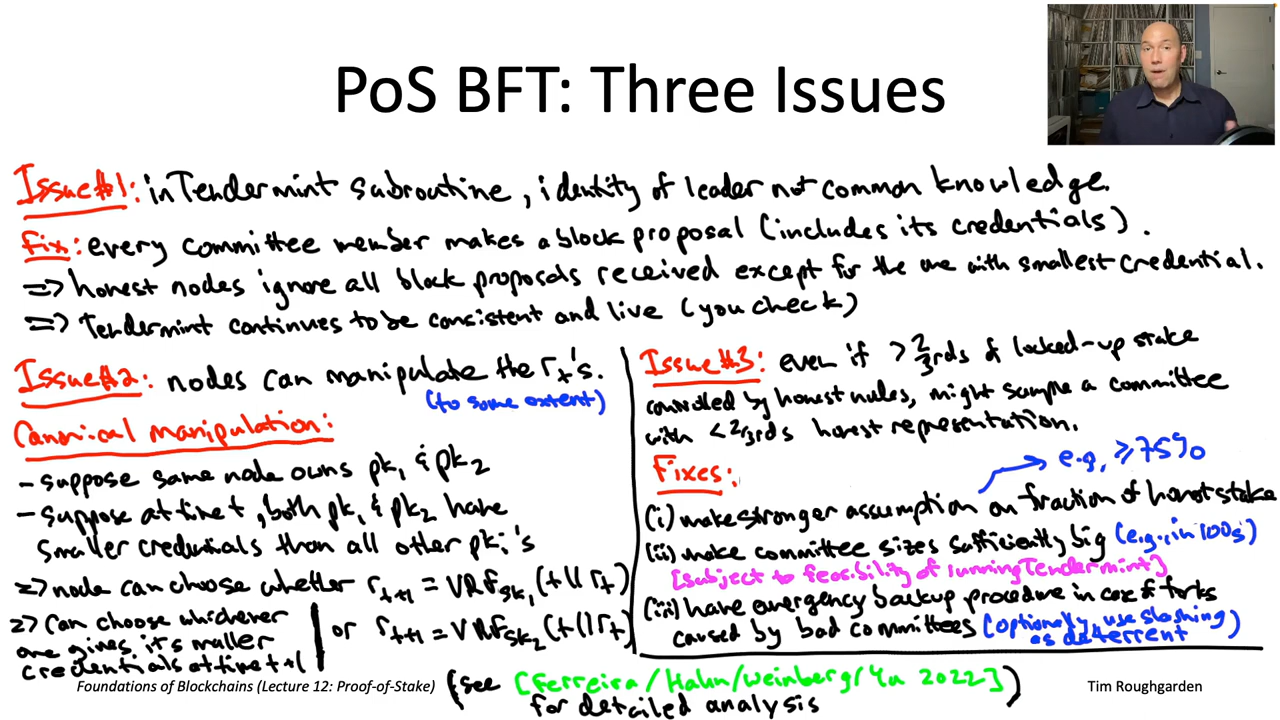 PoS BFT: Three Issues
Issue #1: in Tendermint subroutine, identity of leader not common knowledge.
Fix: every committee member makes a block proposal (includes its credentials).
=> honest nodes ignore all block proposals received except for the one with smallest credential.
=> Tendermint continues to be consistent and live (you check)
Issue #2: nodes can manipulate the r_t's.
(to some extent)
Canonical manipulation:
- suppose same node owns pk₁ & pk₂
- suppose at time t, both pk₁ & pk₂ have
smaller credentials than all other pkᵢ's
=> node can choose whether r_{t+1} = VRF_{sk₁}(t||r_t)
or r_{t+1} = VRF_{sk₂}(t||r_t)
=> can choose whichever
one gives it smaller
credentials at time t+1
Issue #3: even if > 2/3rds of locked-up stake
controlled by honest nodes, might sample a committee
with < 2/3rds honest representation.
Fixes:
e.g., ≥75%
(i) make stronger assumption on fraction of honest stake
(ii) make committee sizes sufficiently big (e.g., in 100s)
[subject to feasibility of running Tendermint]
(iii) have emergency backup procedure in case of forks
caused by bad committees (optionally, use slashing
as deterrent)
(see [Ferreira/Hahn/Weinberg/Yu 2022]
for detailed analysis)
Foundations of Blockchains (Lecture 12: Proof-of-Stake)
Tim Roughgarden